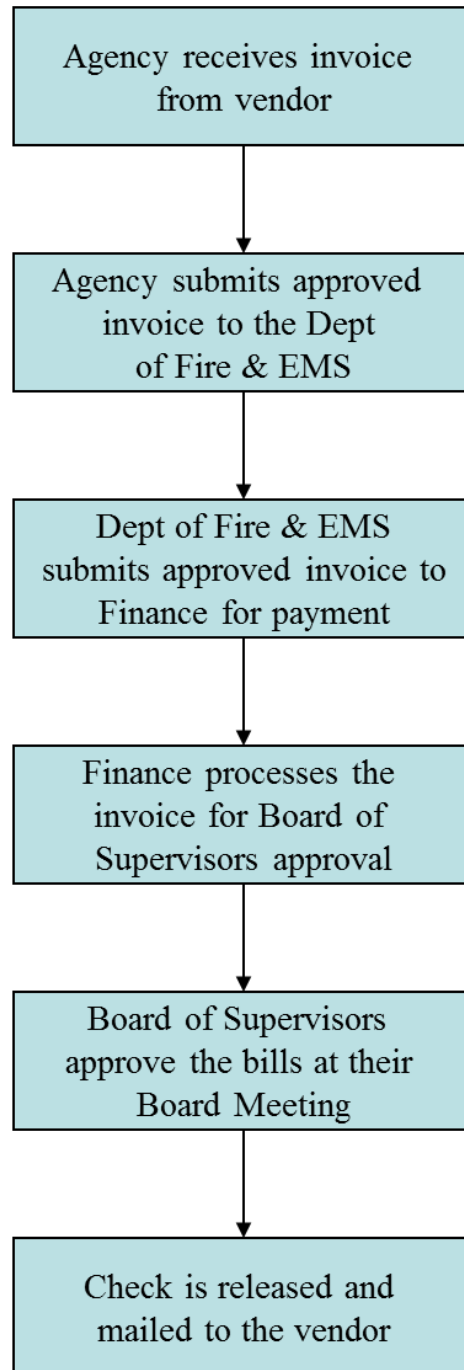 Agency receives invoice
from vendor
Agency submits approved
invoice to the Dept
of Fire & EMS
Dept of Fire & EMS
submits approved invoice to
Finance for payment
Finance processes the
invoice for Board of
Supervisors approval
Board of Supervisors
approve the bills at their
Board Meeting
Check is released and
mailed to the vendor